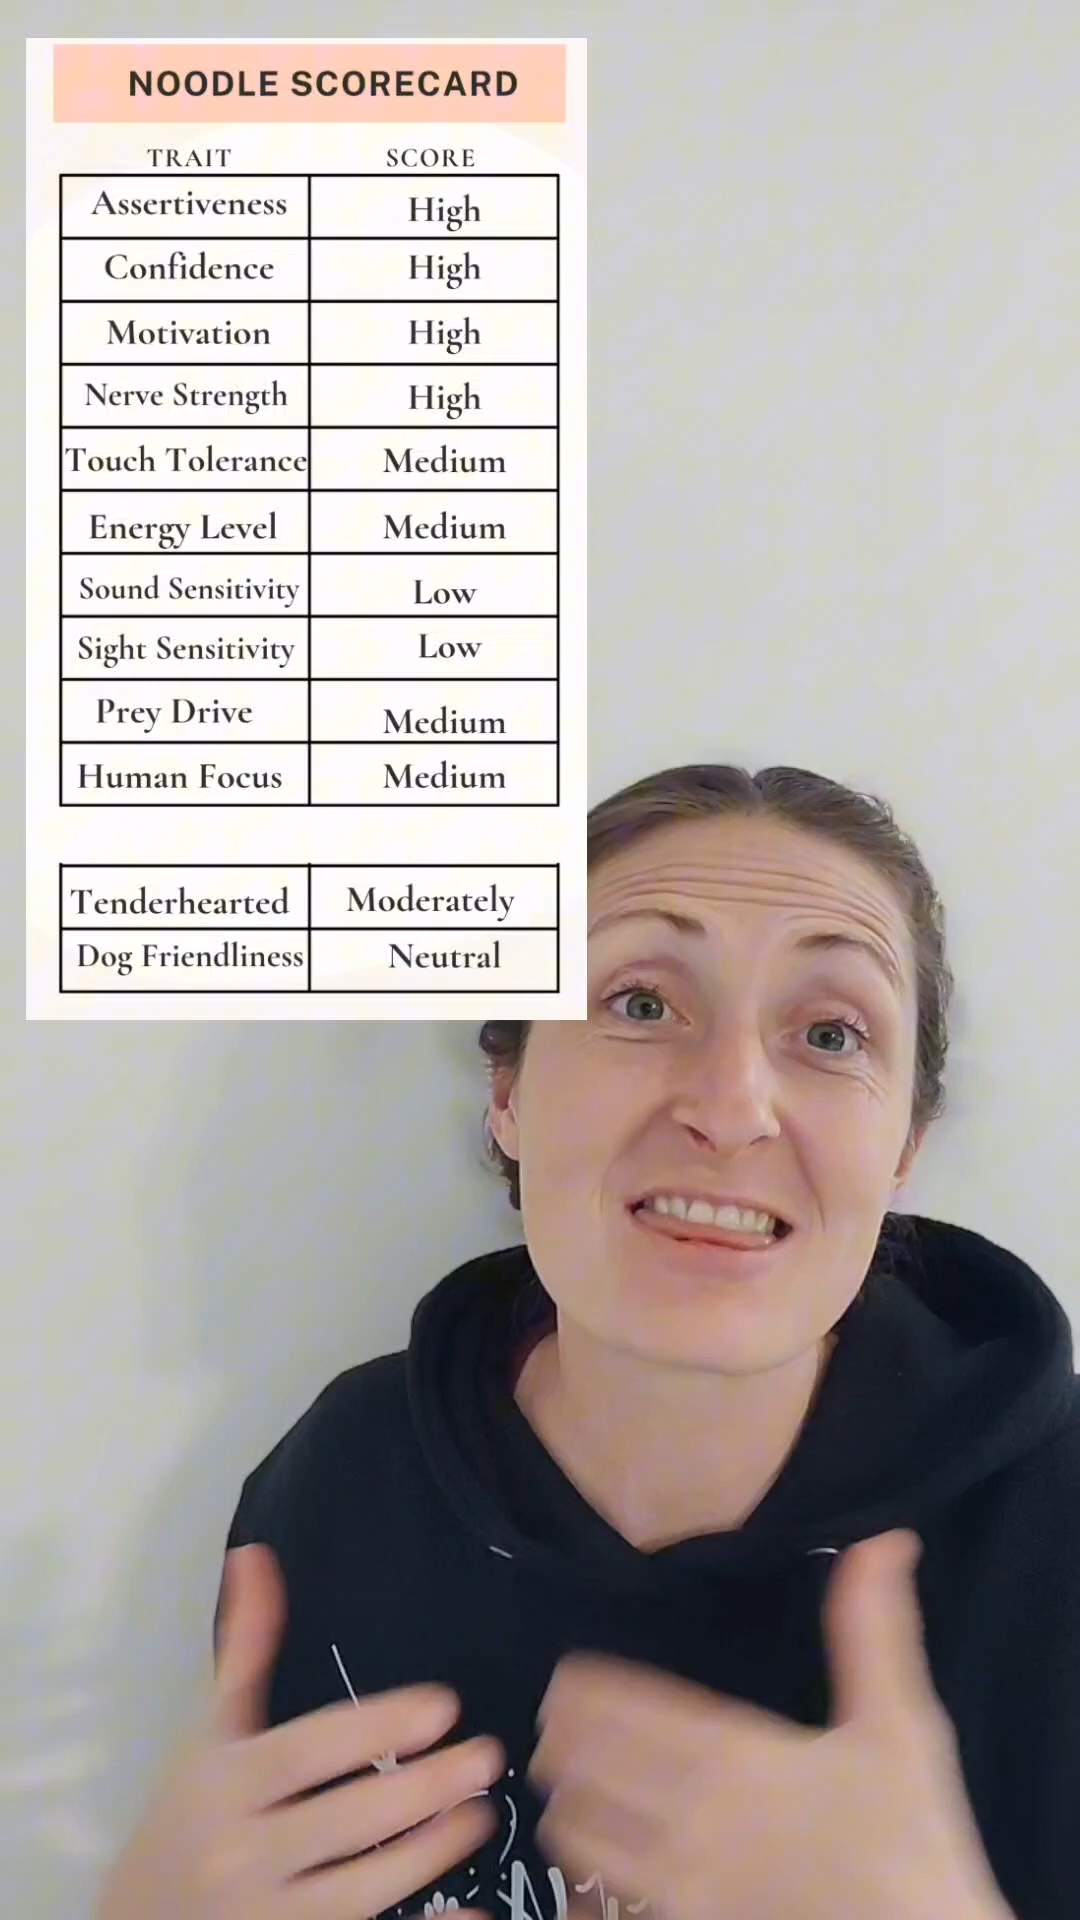 NOODLE SCORECARD
TRAIT SCORE
Assertiveness High
Confidence High
Motivation High
Nerve Strength High
Touch Tolerance Medium
Energy Level Medium
Sound Sensitivity Low
Sight Sensitivity Low
Prey Drive Medium
Human Focus Medium
Tenderhearted Moderately
Dog Friendliness Neutral